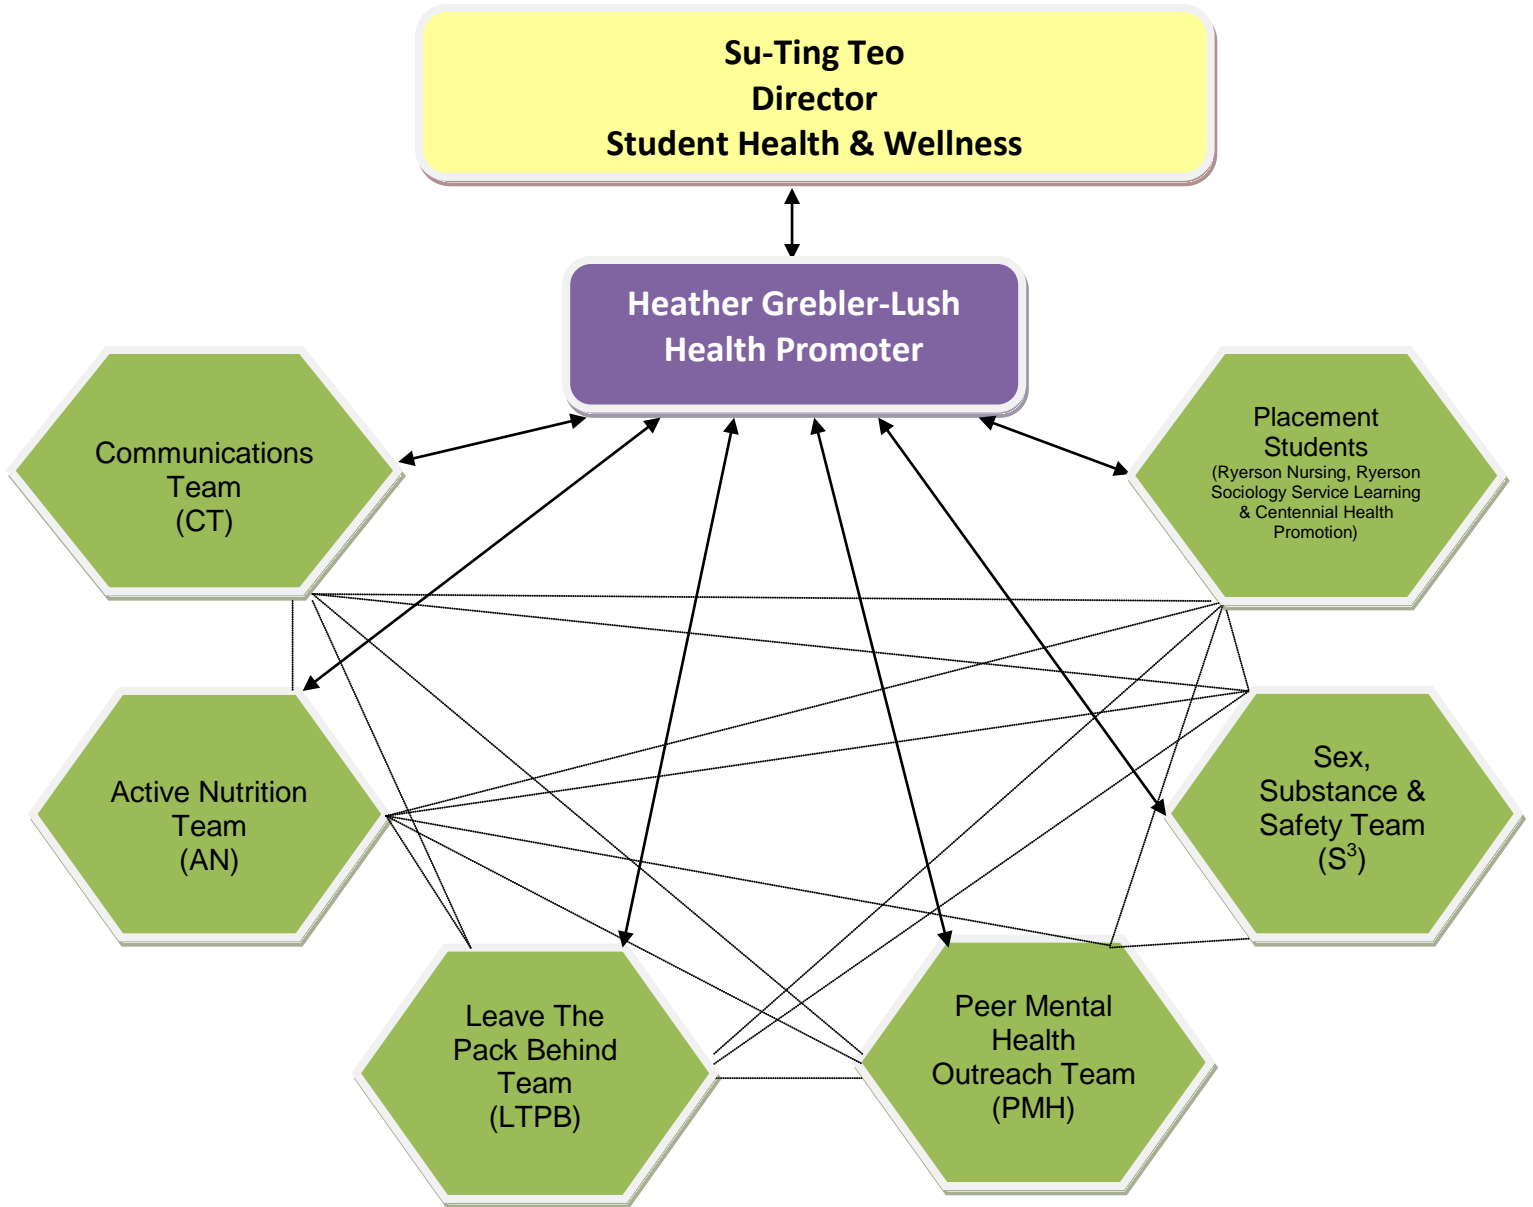 Su-Ting Teo
Director
Student Health & Wellness
Heather Grebler-Lush
Health Promoter
Communications
Team
(CT)
Placement
Students
(Ryerson Nursing, Ryerson
Sociology Service Learning
& Centennial Health
Promotion)
Active Nutrition
Team
(AN)
Sex,
Substance &
Safety Team
(S³)
Leave The
Pack Behind
Team
(LTPB)
Peer Mental
Health
Outreach Team
(PMH)